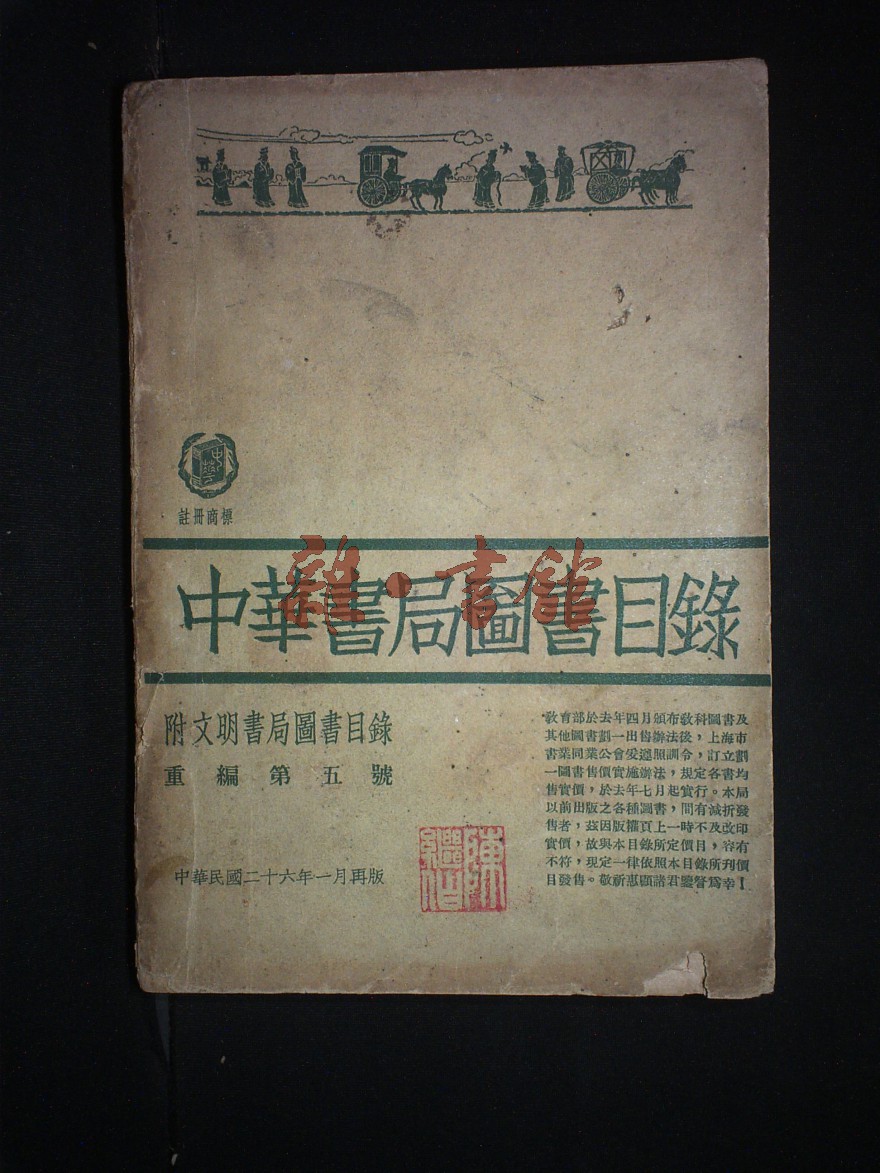 中華
註冊商標
雜·書館
中華書局圖書目錄
附文明書局圖書目錄
重編第五號
中華民國二十六年一月再版
教育部於去年四月頒布教科圖書及
其他圖書劃一出售辦法後，上海市
書業同業公會爰遵照訓令，訂立劃
一圖書售價實施辦法，規定各書均
售實價，於去年七月起實行。本局
以前出版之各種圖書，間有減折發
售者，茲因版權頁上一時不及改印
實價，故與本目錄所定價目，容有
不符，現定一律依照本目錄所刊價
目發售。敬祈惠顧諸君鑒詧爲幸！
陳